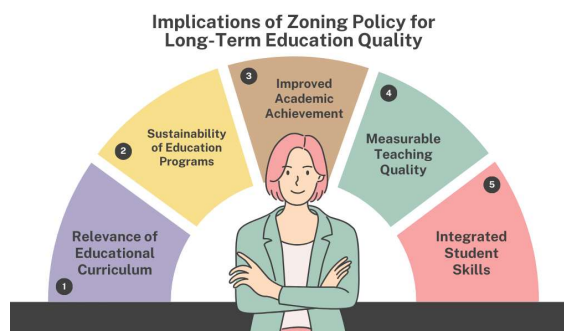 Implications of Zoning Policy for
Long-Term Education Quality
1
Relevance of
Educational
Curriculum
2
Sustainability
of Education
Programs
3
Improved
Academic
Achievement
4
Measurable
Teaching
Quality
5
Integrated
Student
Skills